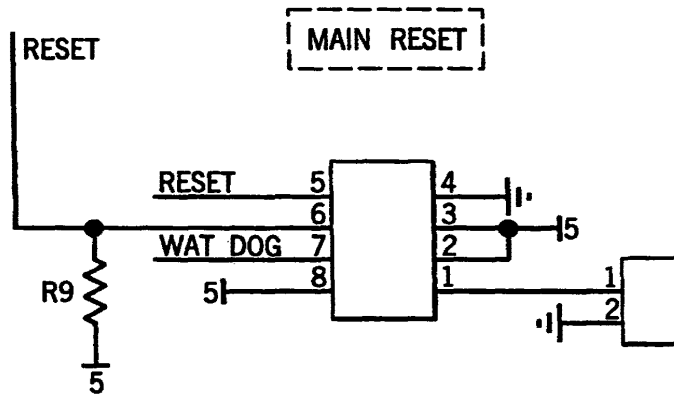 RESET
MAIN RESET
RESET 5 4
6 3 5
WAT DOG 7 2
5 8 1 1
R9 2
5